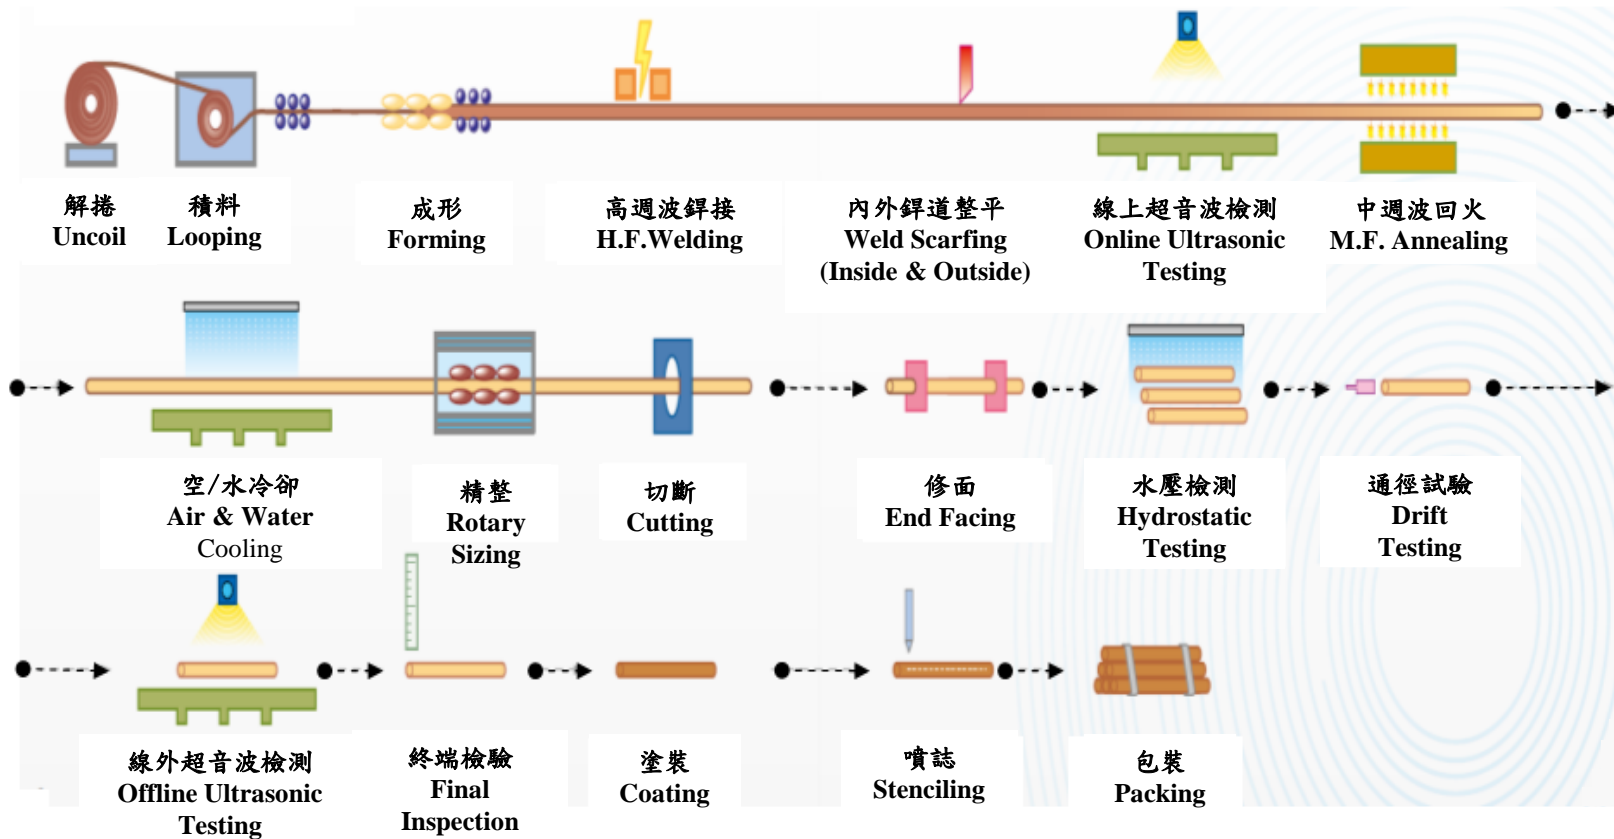 解捲
Uncoil
積料
Looping
成形
Forming
高週波銲接
H.F.Welding
內外銲道整平
Weld Scarfing
(Inside & Outside)
線上超音波檢測
Online Ultrasonic
Testing
中週波回火
M.F. Annealing
空/水冷卻
Air & Water
Cooling
精整
Rotary
Sizing
切斷
Cutting
修面
End Facing
水壓檢測
Hydrostatic
Testing
通徑試驗
Drift
Testing
線外超音波檢測
Offline Ultrasonic
Testing
終端檢驗
Final
Inspection
塗裝
Coating
噴誌
Stenciling
包裝
Packing